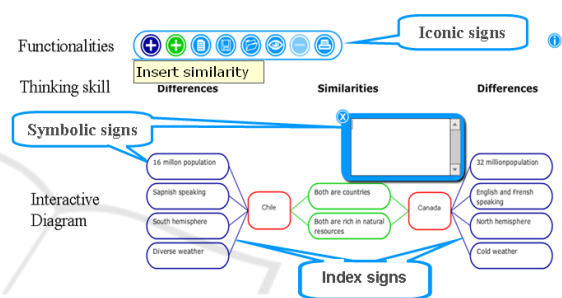 Iconic signs
Functionalities
Insert similarity
Thinking skill
Differences
Similarities
Differences
Symbolic signs
16 millon population
32 millionpopulation
Sapnish speaking
Both are countries
English and Frensh
speaking
Interactive
Diagram
Chile
Canada
South hemisphere
Both are rich in natural
resources
North hemisphere
Diverse weather
Cold weather
Index signs